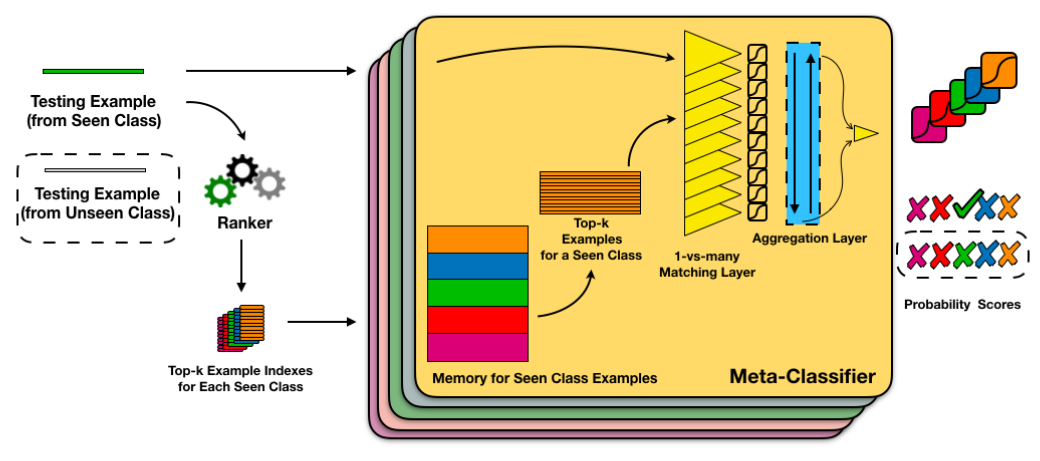 Testing Example
(from Seen Class)
Testing Example
(from Unseen Class)
Ranker
Top-k Example Indexes
for Each Seen Class
Memory for Seen Class Examples
Top-k
Examples
for a Seen Class
1-vs-many
Matching Layer
Aggregation Layer
Meta-Classifier
Probability Scores